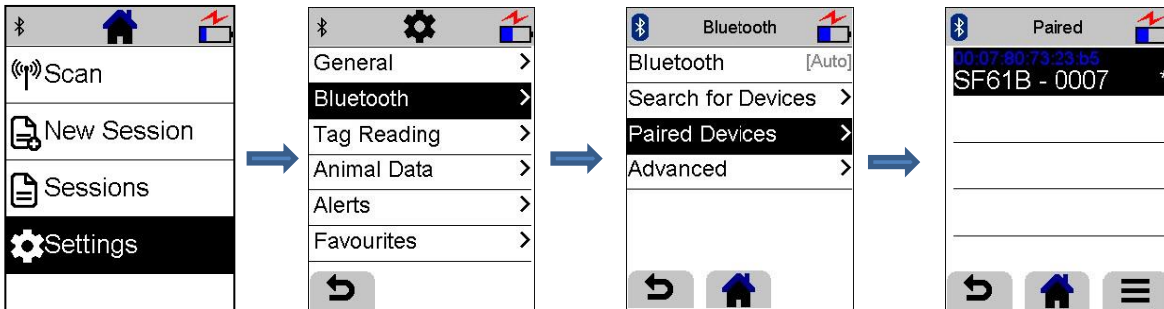 Scan
New Session
Sessions
Settings
General
Bluetooth
Tag Reading
Animal Data
Alerts
Favourites
Bluetooth
Bluetooth [Auto]
Search for Devices
Paired Devices
Advanced
Paired
00:07:80:73:23:b5
SF61B - 0007 *